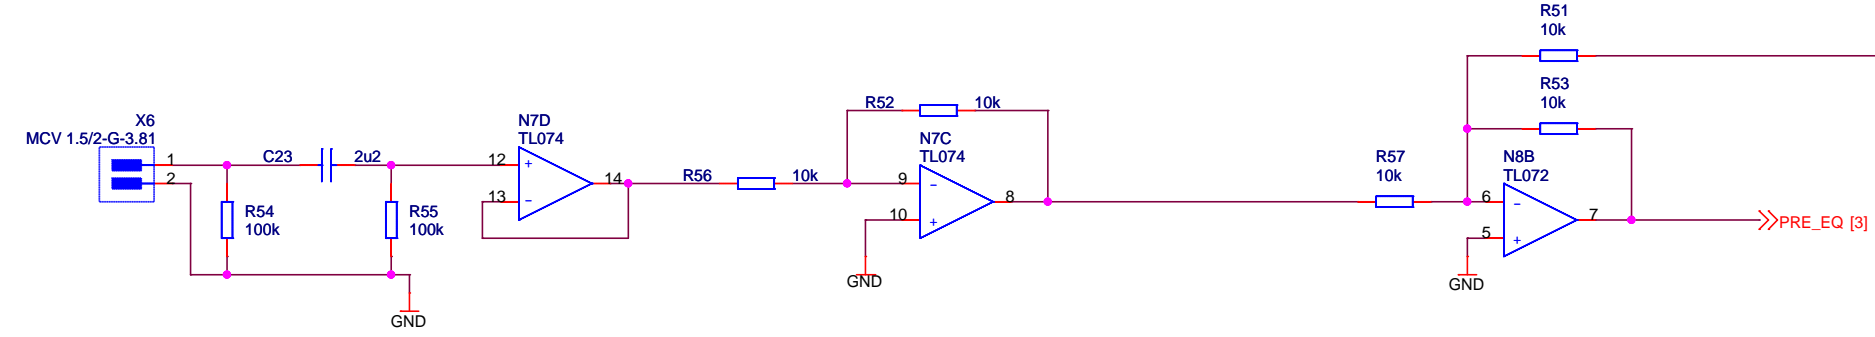 R51
10k
R53
10k
X6
MCV 1.5/2-G-3.81
1
2
C23
2u2
R54
100k
R55
100k
GND
N7D
TL074
12
+
13
-
14
R56
10k
R52
10k
N7C
TL074
9
-
10
+
8
GND
R57
10k
N8B
TL072
6
-
5
+
7
GND
PRE_EQ [3]